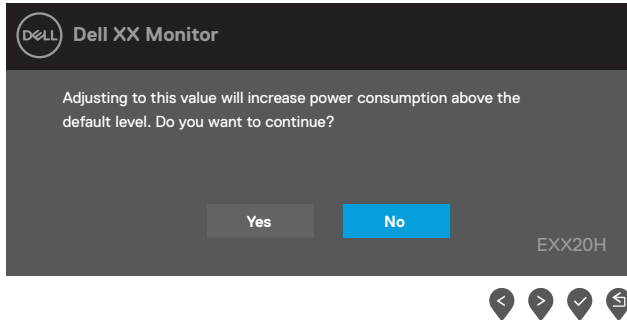 DELL Dell XX Monitor
Adjusting to this value will increase power consumption above the
default level. Do you want to continue?
Yes No
EXX20H